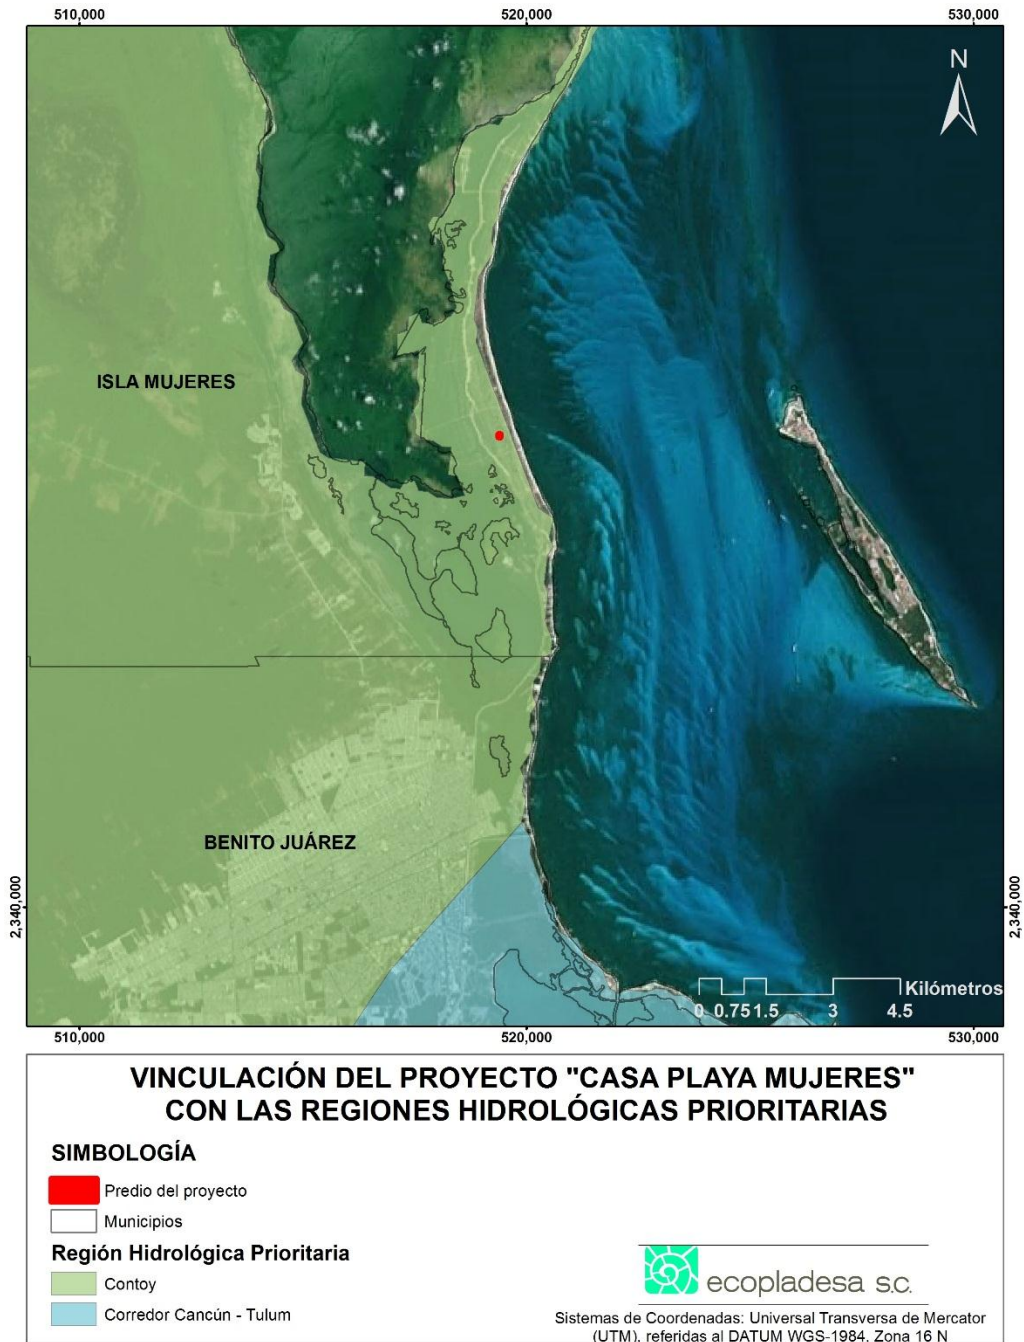 510,000
520,000
530,000
N
ISLA MUJERES
BENITO JUÁREZ
2,340,000
2,340,000
Kilómetros
0 0.75 1.5 3 4.5
510,000
520,000
530,000
VINCULACIÓN DEL PROYECTO "CASA PLAYA MUJERES"
CON LAS REGIONES HIDROLÓGICAS PRIORITARIAS
SIMBOLOGÍA
Predio del proyecto
Municipios
Región Hidrológica Prioritaria
Contoy
Corredor Cancún - Tulum
ecopladesa s.c.
Sistemas de Coordenadas: Universal Transversa de Mercator
(UTM), referidas al DATUM WGS-1984, Zona 16 N